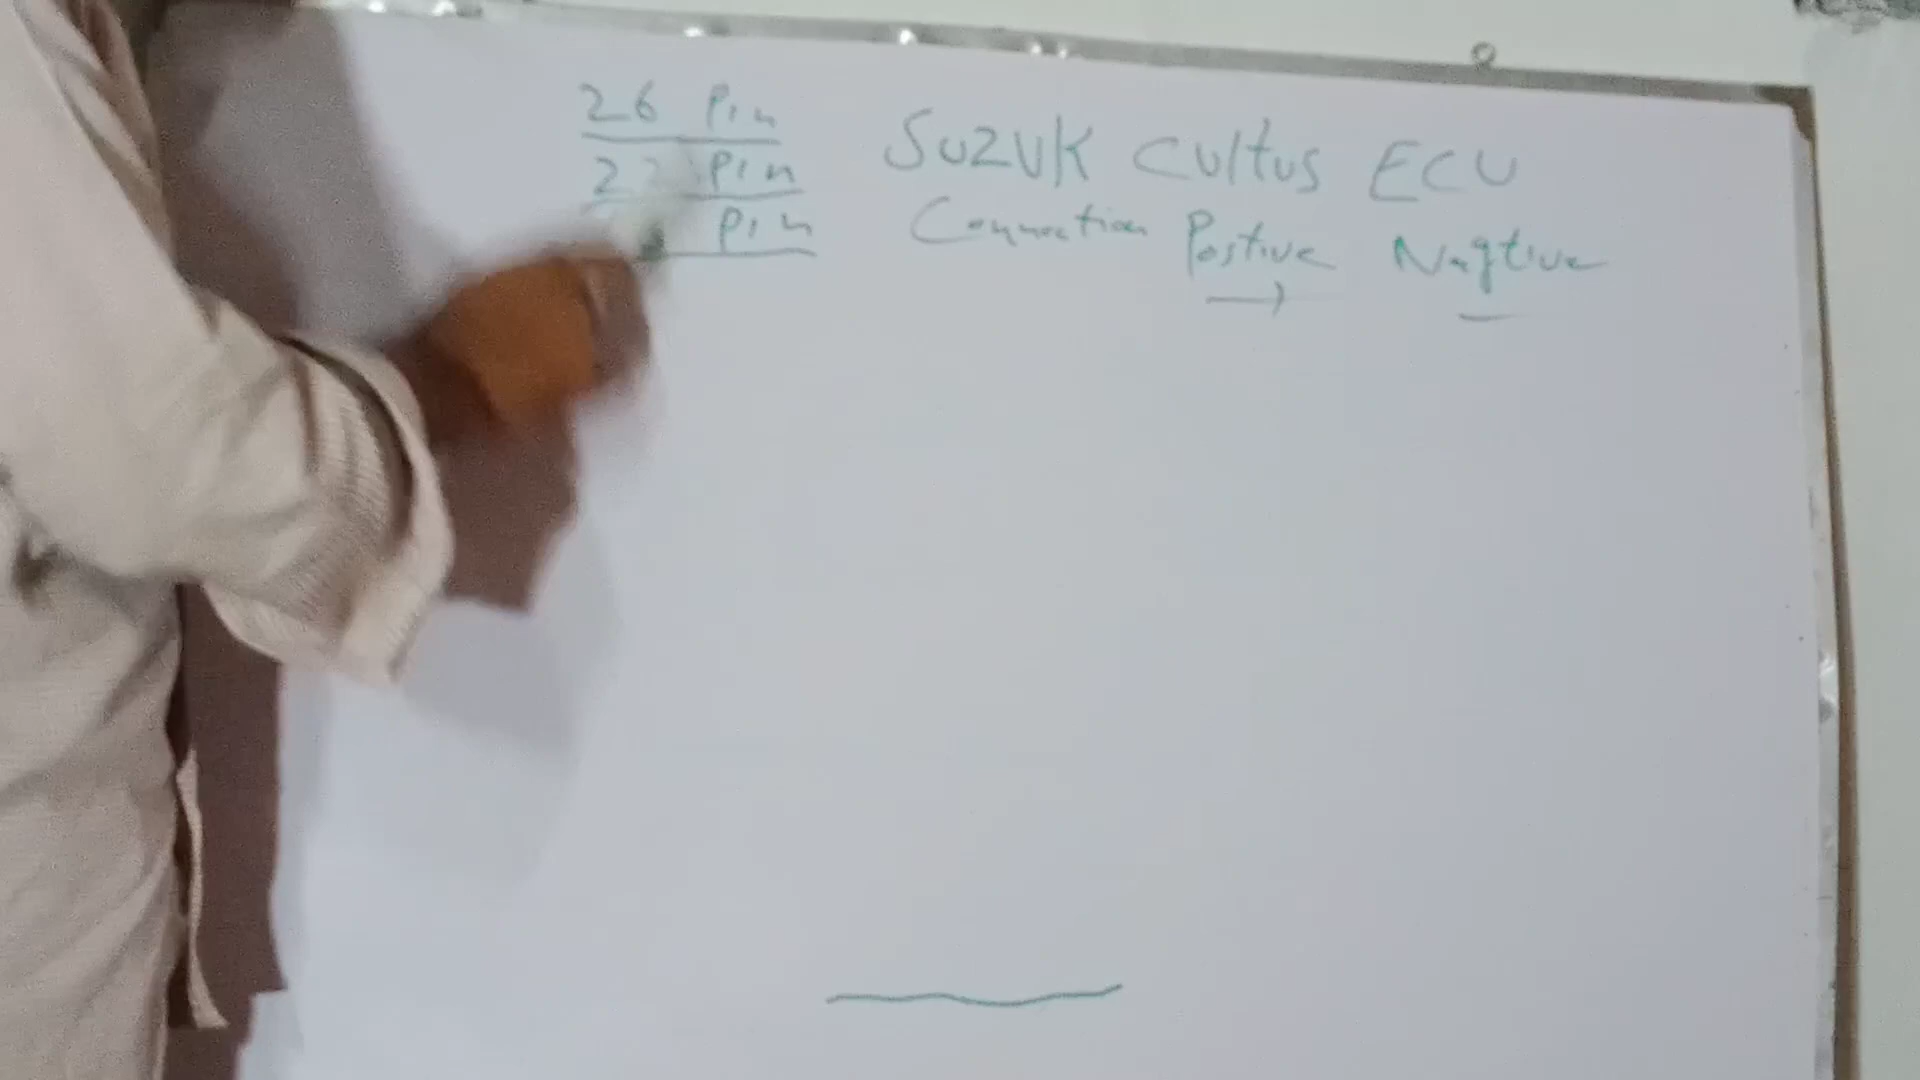 26 Pin
Pin
Pin
SUZUK CULTUS ECU
Connection Postive Nagtive